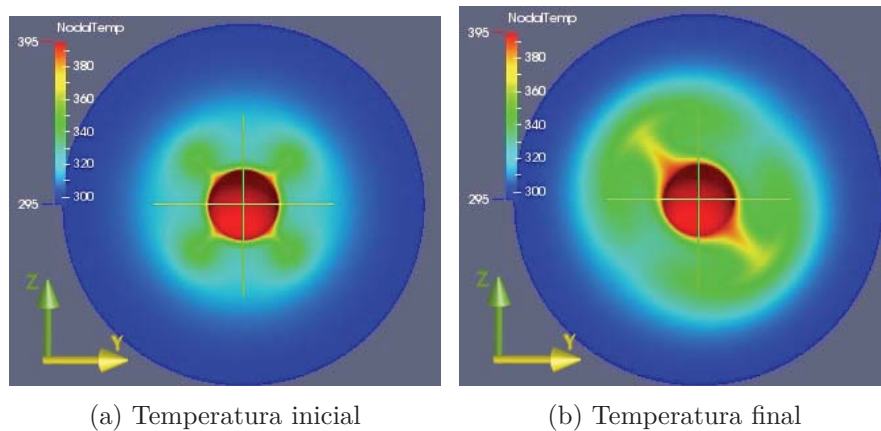 NodalTemp
395
380
360
340
320
300
295
Z
Y
(a) Temperatura inicial
NodalTemp
395
380
360
340
320
300
295
Z
Y
(b) Temperatura final